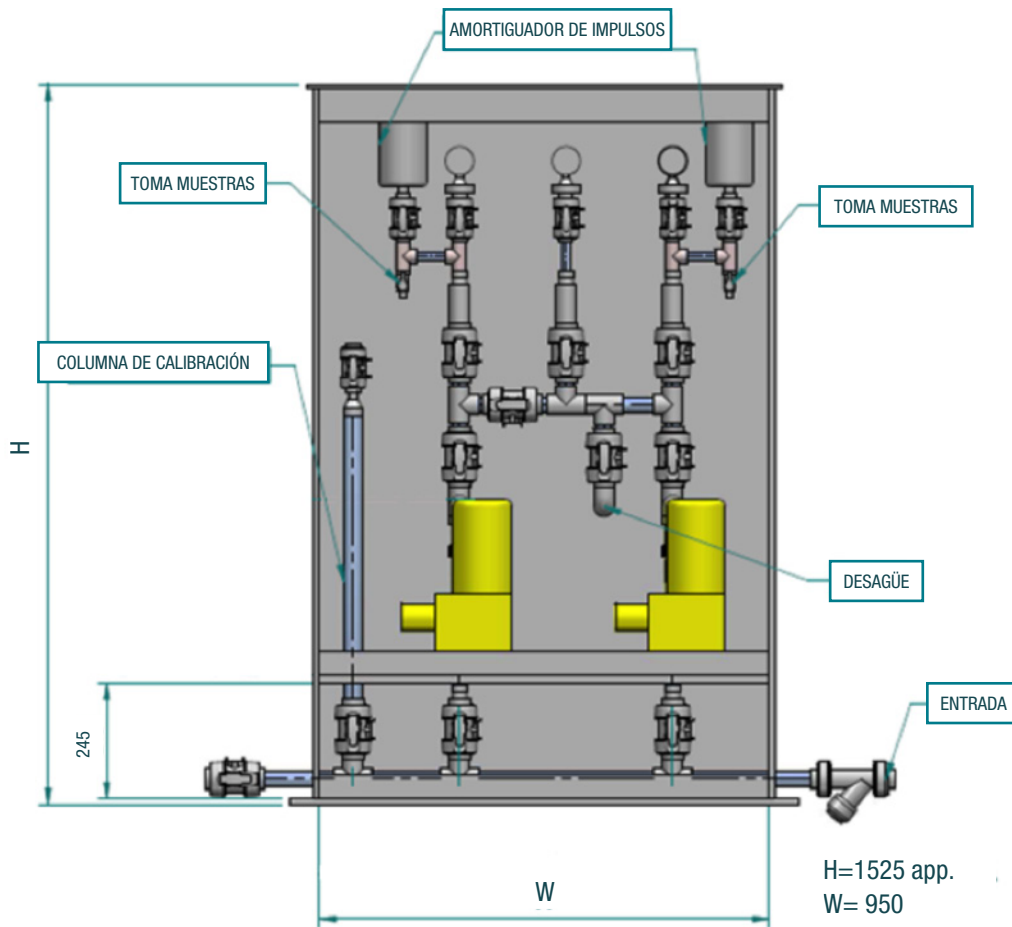 AMORTIGUADOR DE IMPULSOS
TOMA MUESTRAS
TOMA MUESTRAS
COLUMNA DE CALIBRACIÓN
H
DESAGÜE
ENTRADA
245
W
H=1525 app.
W= 950